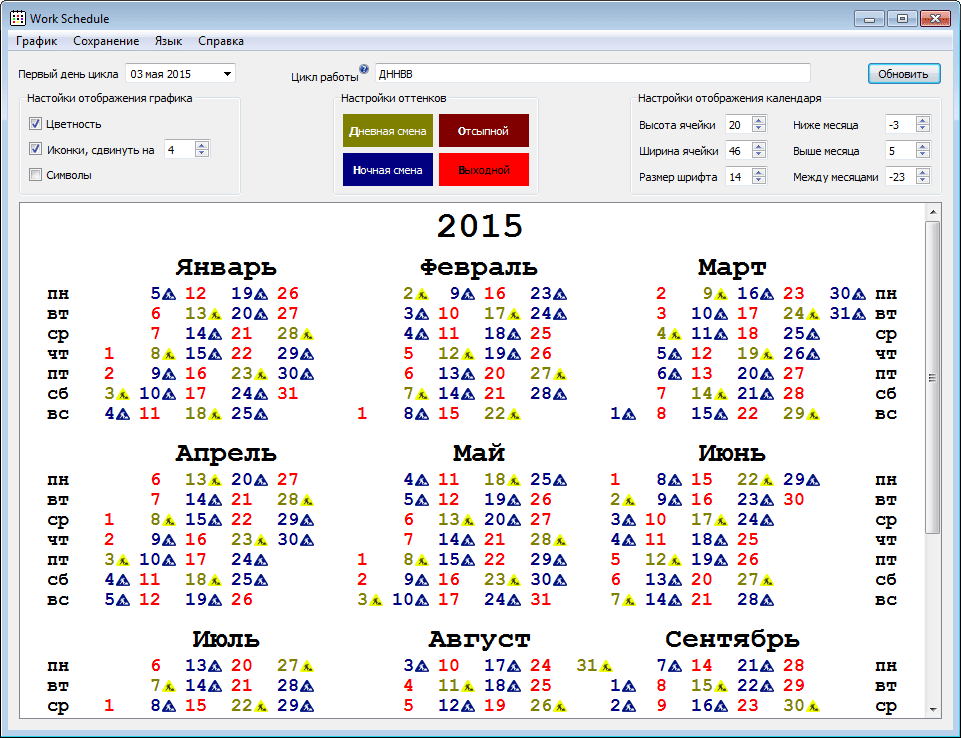 Work Schedule
График Сохранение Язык Справка
Первый день цикла 03 мая 2015 Цикл работы ? ДННВВ Обновить
Настойки отображения графика Настройки оттенков Настройки отображения календаря
Цветность Дневная смена Отсыпной Высота ячейки 20 Ниже месяца -3
Иконки, сдвинуть на 4 Ширина ячейки 46 Выше месяца 5
Символы Ночная смена Выходной Размер шрифта 14 Между месяцами -23
2015
Январь Февраль Март
пн 5 12 19 26 2 9 16 23 2 9 16 23 30 пн
вт 6 13 20 27 3 10 17 24 3 10 17 24 31 вт
ср 7 14 21 28 4 11 18 25 4 11 18 25 ср
чт 1 8 15 22 29 5 12 19 26 5 12 19 26 чт
пт 2 9 16 23 30 6 13 20 27 6 13 20 27 пт
сб 3 10 17 24 31 7 14 21 28 7 14 21 28 сб
вс 4 11 18 25 1 8 15 22 1 8 15 22 29 вс
Апрель Май Июнь
пн 6 13 20 27 4 11 18 25 1 8 15 22 29 пн
вт 7 14 21 28 5 12 19 26 2 9 16 23 30 вт
ср 1 8 15 22 29 6 13 20 27 3 10 17 24 ср
чт 2 9 16 23 30 7 14 21 28 4 11 18 25 чт
пт 3 10 17 24 1 8 15 22 29 5 12 19 26 пт
сб 4 11 18 25 2 9 16 23 30 6 13 20 27 сб
вс 5 12 19 26 3 10 17 24 31 7 14 21 28 вс
Июль Август Сентябрь
пн 6 13 20 27 3 10 17 24 31 7 14 21 28 пн
вт 7 14 21 28 4 11 18 25 1 8 15 22 29 вт
ср 1 8 15 22 29 5 12 19 26 2 9 16 23 30 ср